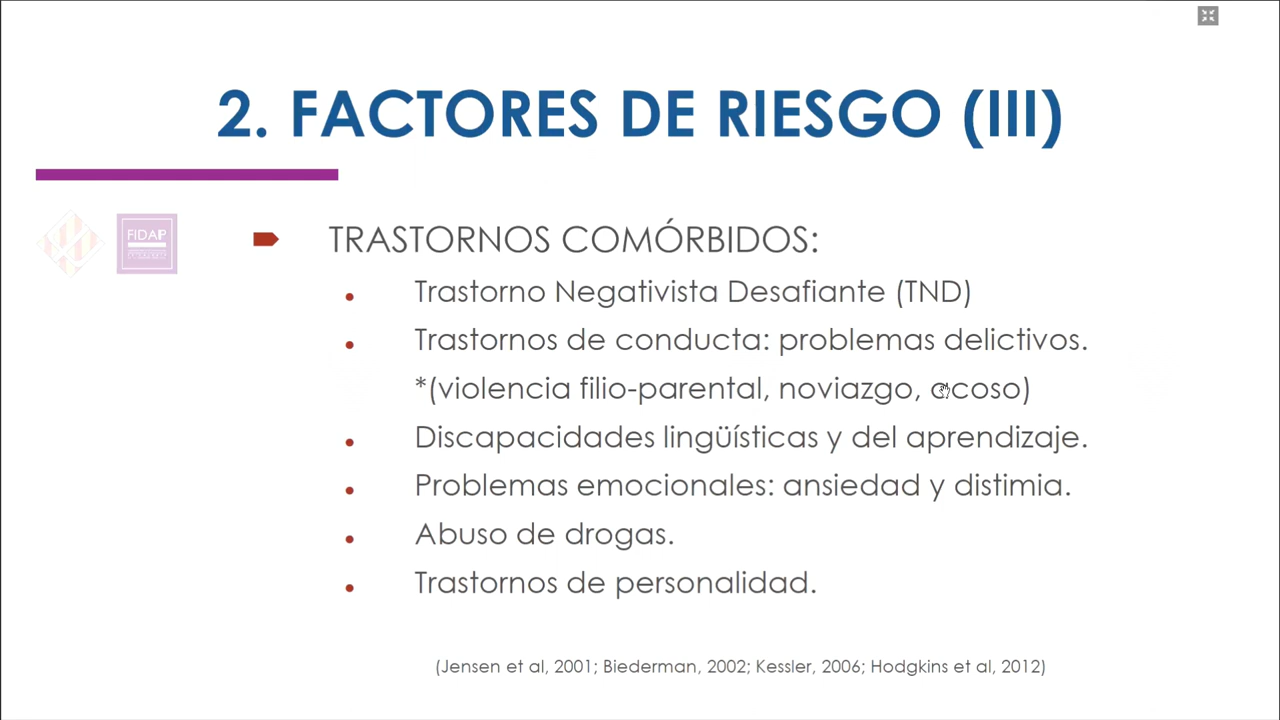 2. FACTORES DE RIESGO (III)
FIDAP
TRASTORNOS COMÓRBIDOS:
Trastorno Negativista Desafiante (TND)
Trastornos de conducta: problemas delictivos.
*(violencia filio-parental, noviazgo, acoso)
Discapacidades lingüísticas y del aprendizaje.
Problemas emocionales: ansiedad y distimia.
Abuso de drogas.
Trastornos de personalidad.
(Jensen et al, 2001; Biederman, 2002; Kessler, 2006; Hodgkins et al, 2012)